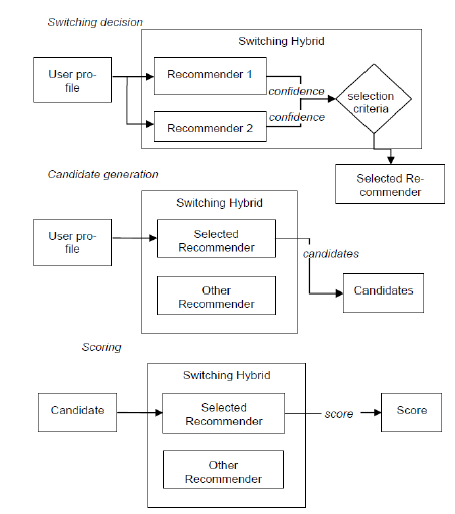 Switching decision
Switching Hybrid
User pro-
file
Recommender 1
confidence
selection
criteria
confidence
Recommender 2
Selected Re-
commender
Candidate generation
Switching Hybrid
User pro-
file
Selected
Recommender
candidates
Other
Recommender
Candidates
Scoring
Switching Hybrid
Candidate
Selected
Recommender
score
Score
Other
Recommender